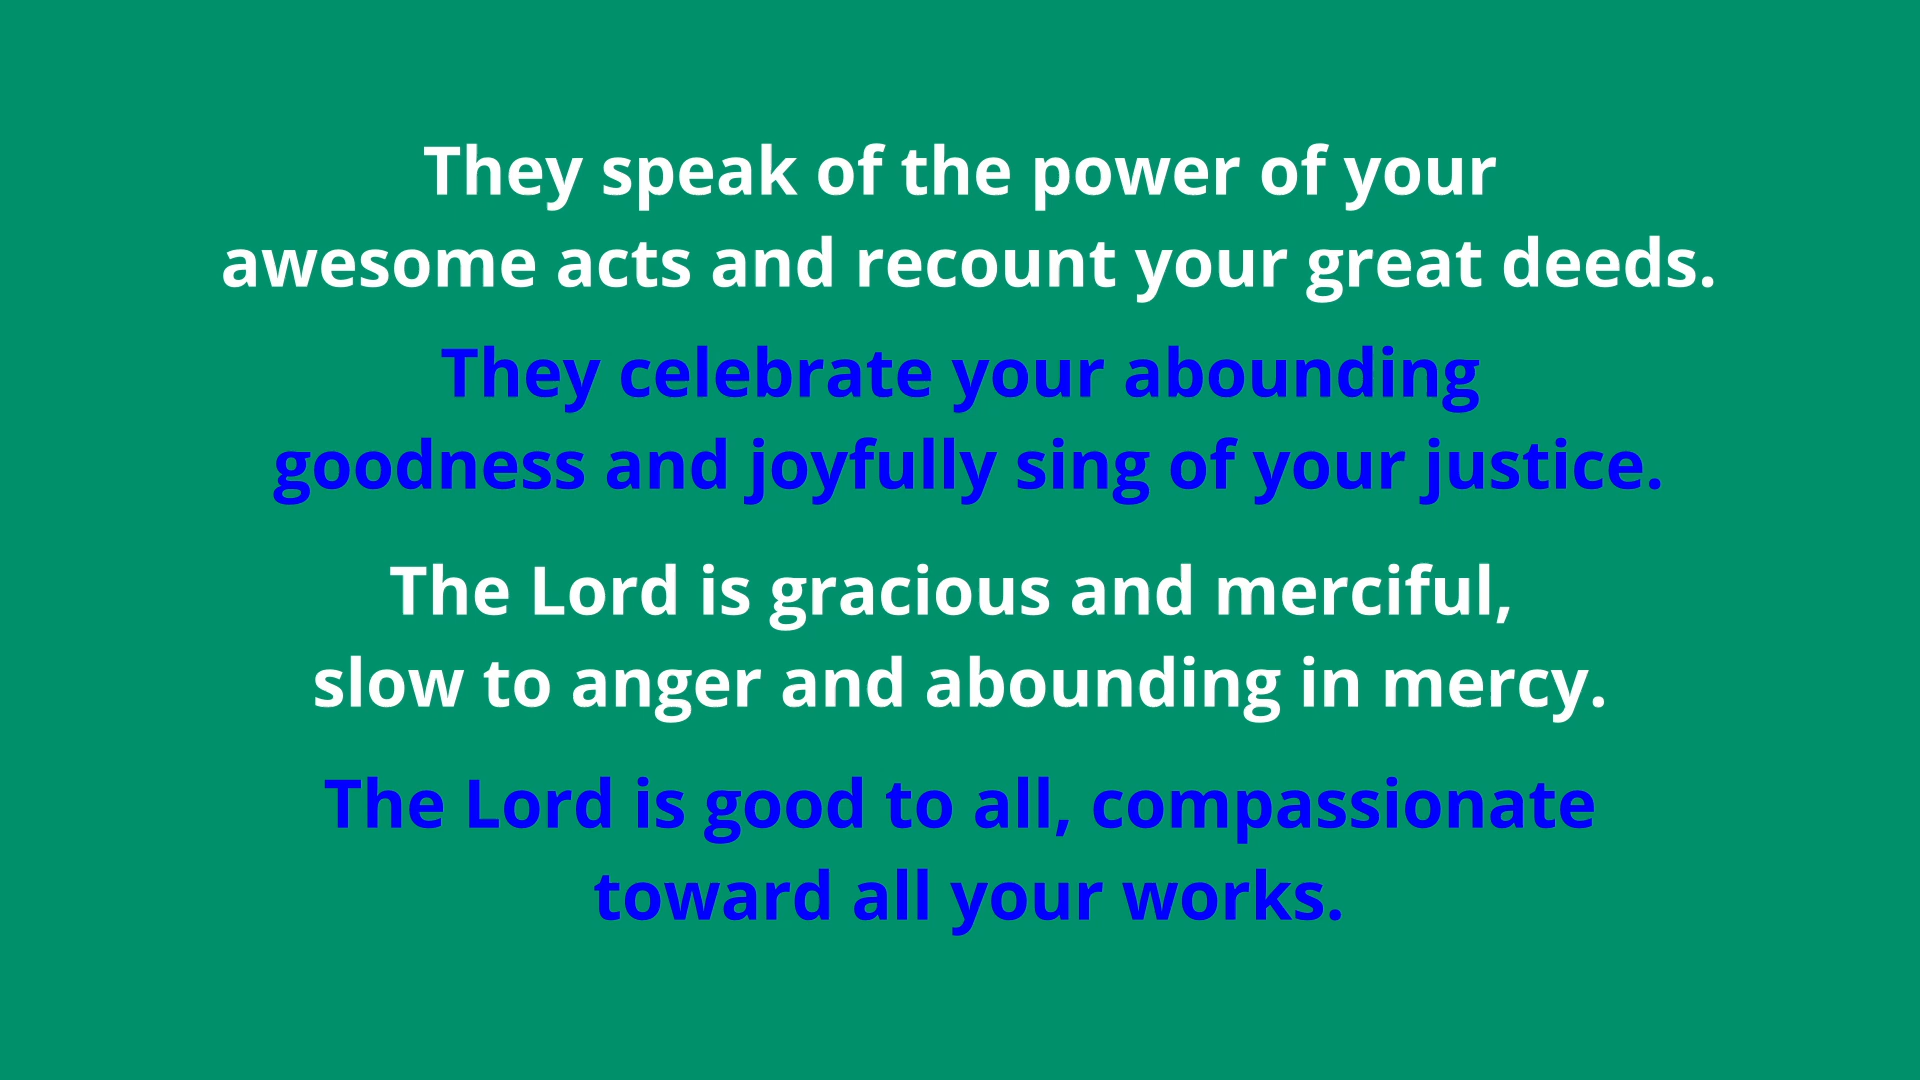 They speak of the power of your
awesome acts and recount your great deeds.
They celebrate your abounding
goodness and joyfully sing of your justice.
The Lord is gracious and merciful,
slow to anger and abounding in mercy.
The Lord is good to all, compassionate
toward all your works.